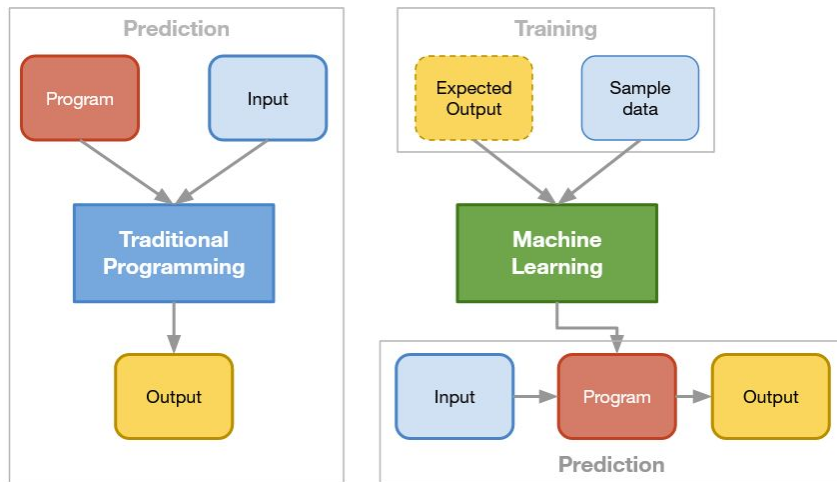 Prediction
Program
Input
Traditional
Programming
Output
Training
Expected
Output
Sample
data
Machine
Learning
Input
Program
Output
Prediction